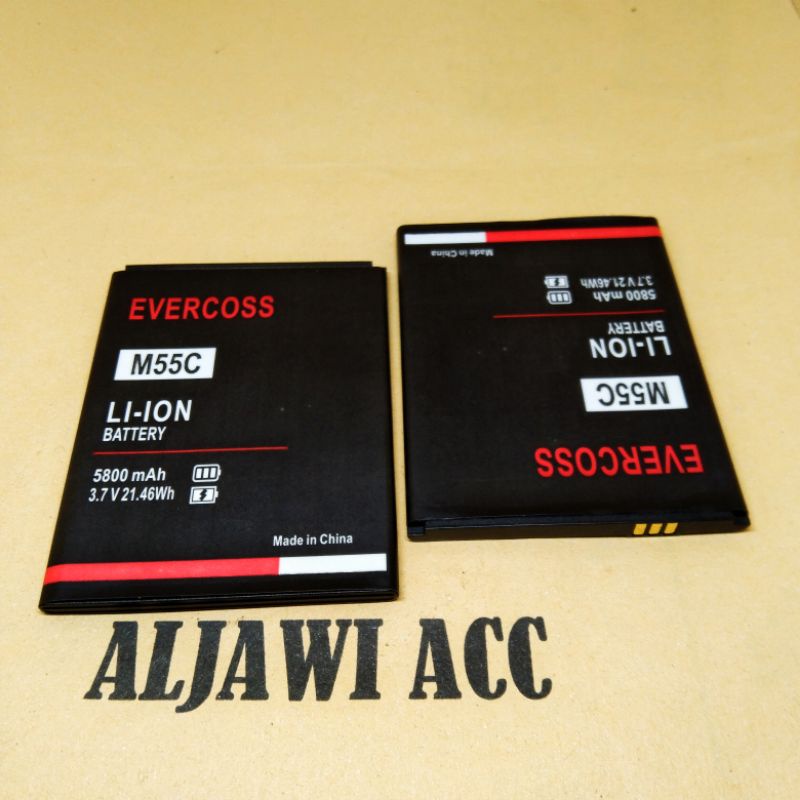 EVERCOSS
M55C
LI-ION
BATTERY
5800 mAh
3.7 V 21.46Wh
Made in China
EVERCOSS
M55C
LI-ION
BATTERY
5800 mAh
3.7 V 21.46Wh
Made in China
ALJAWI ACC